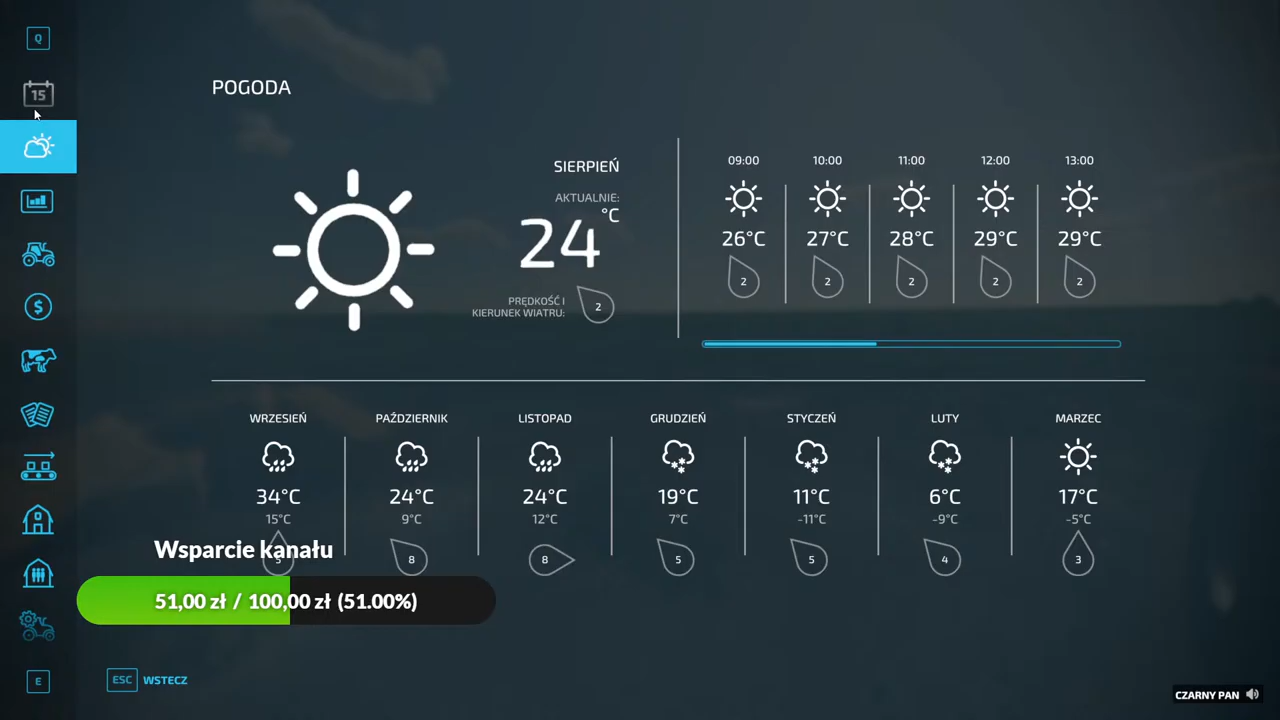 Q
15
POGODA
SIERPIEŃ
AKTUALNIE:
24 °C
PRĘDKOŚĆ I
KIERUNEK WIATRU:
2
09:00 10:00 11:00 12:00 13:00
26°C 27°C 28°C 29°C 29°C
2 2 2 2 2
WRZESIEŃ PAŹDZIERNIK LISTOPAD GRUDZIEŃ STYCZEŃ LUTY MARZEC
34°C 24°C 24°C 19°C 11°C 6°C 17°C
15°C 9°C 12°C 7°C -11°C -9°C -5°C
5 8 8 5 5 4 3
Wsparcie kanału
51,00 zł / 100,00 zł (51.00%)
E
ESC WSTECZ
CZARNY PAN